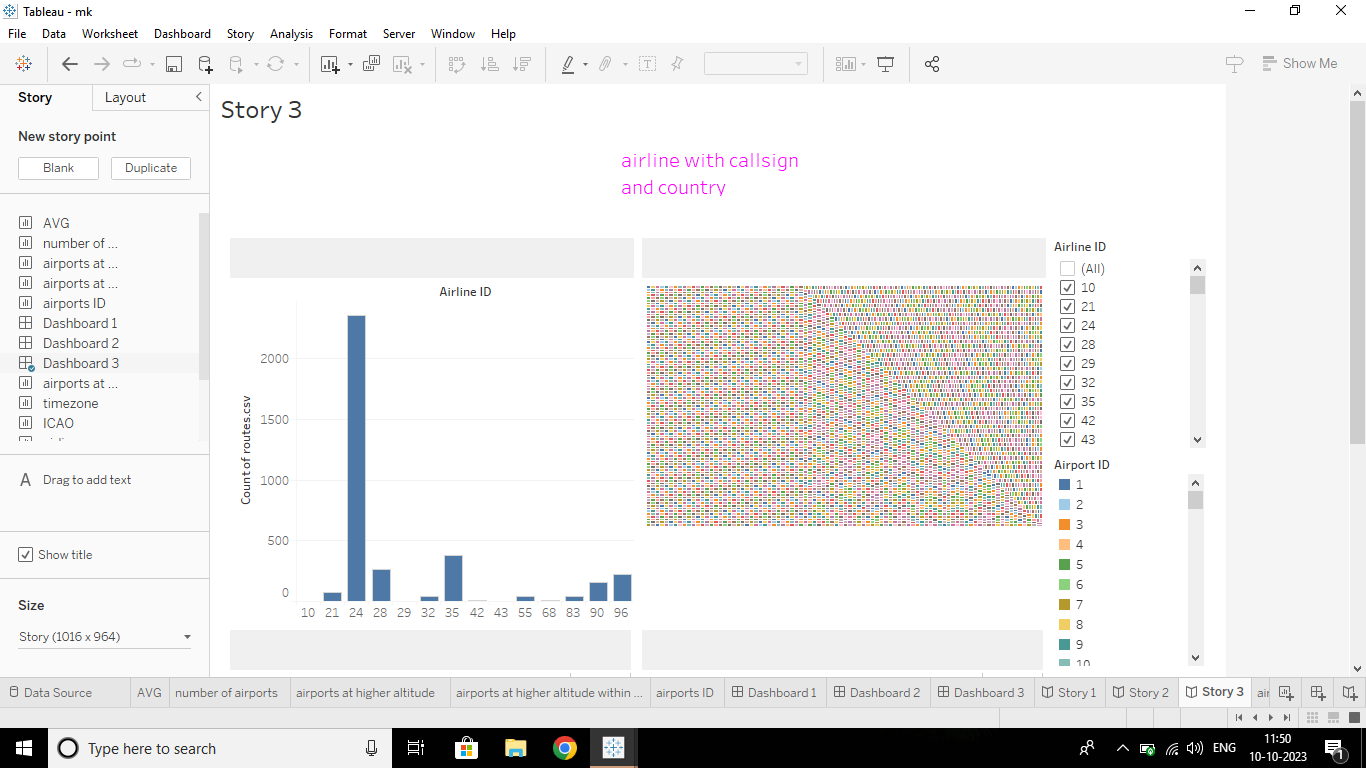 Tableau - mk
File Data Worksheet Dashboard Story Analysis Format Server Window Help
Show Me
Story Layout
New story point
Blank Duplicate
AVG
number of ...
airports at ...
airports at ...
airports ID
Dashboard 1
Dashboard 2
Dashboard 3
airports at ...
timezone
ICAO
A Drag to add text
Show title
Size
Story (1016 x 964)
Story 3
airline with callsign
and country
Airline ID
Count of routes.csv
2000
1500
1000
500
0
10 21 24 28 29 32 35 42 43 55 68 83 90 96
Airline ID
(All)
10
21
24
28
29
32
35
42
43
Airport ID
1
2
3
4
5
6
7
8
9
10
Data Source AVG number of airports airports at higher altitude airports at higher altitude within ... airports ID Dashboard 1 Dashboard 2 Dashboard 3 Story 1 Story 2 Story 3 air
Type here to search
ENG
11:50
10-10-2023
1